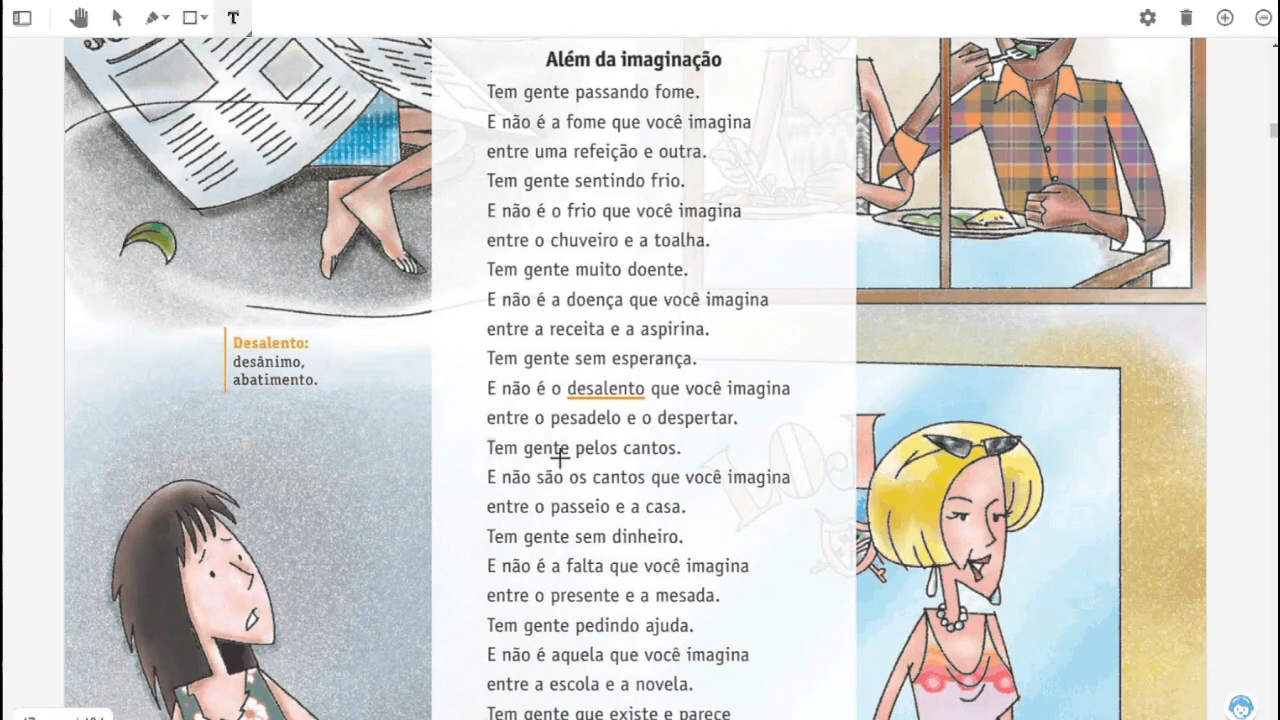 Além da imaginação
Tem gente passando fome.
E não é a fome que você imagina
entre uma refeição e outra.
Tem gente sentindo frio.
E não é o frio que você imagina
entre o chuveiro e a toalha.
Tem gente muito doente.
E não é a doença que você imagina
entre a receita e a aspirina.
Tem gente sem esperança.
E não é o desalento que você imagina
entre o pesadelo e o despertar.
Tem gente pelos cantos.
E não são os cantos que você imagina
entre o passeio e a casa.
Tem gente sem dinheiro.
E não é a falta que você imagina
entre o presente e a mesada.
Tem gente pedindo ajuda.
E não é aquela que você imagina
entre a escola e a novela.
Tem gente que existe e parece
Desalento:
desânimo,
abatimento.
LOJ
T